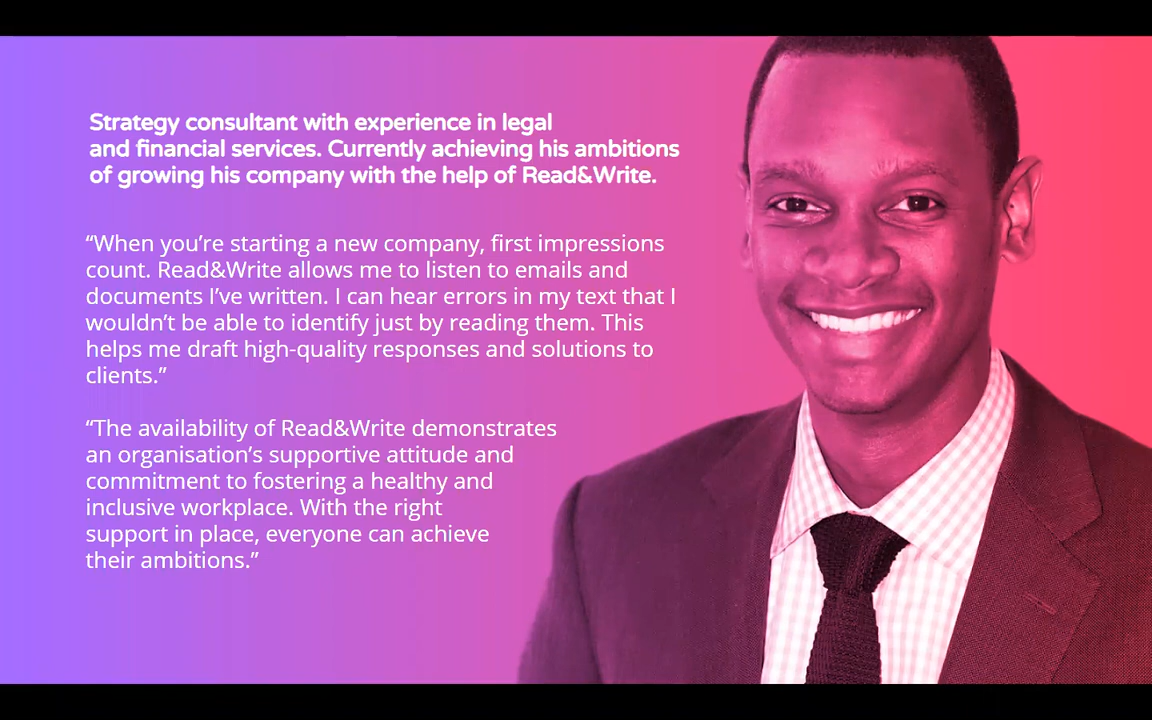 Strategy consultant with experience in legal
and financial services. Currently achieving his ambitions
of growing his company with the help of Read&Write.
“When you’re starting a new company, first impressions
count. Read&Write allows me to listen to emails and
documents I’ve written. I can hear errors in my text that I
wouldn’t be able to identify just by reading them. This
helps me draft high-quality responses and solutions to
clients.”
“The availability of Read&Write demonstrates
an organisation’s supportive attitude and
commitment to fostering a healthy and
inclusive workplace. With the right
support in place, everyone can achieve
their ambitions.”